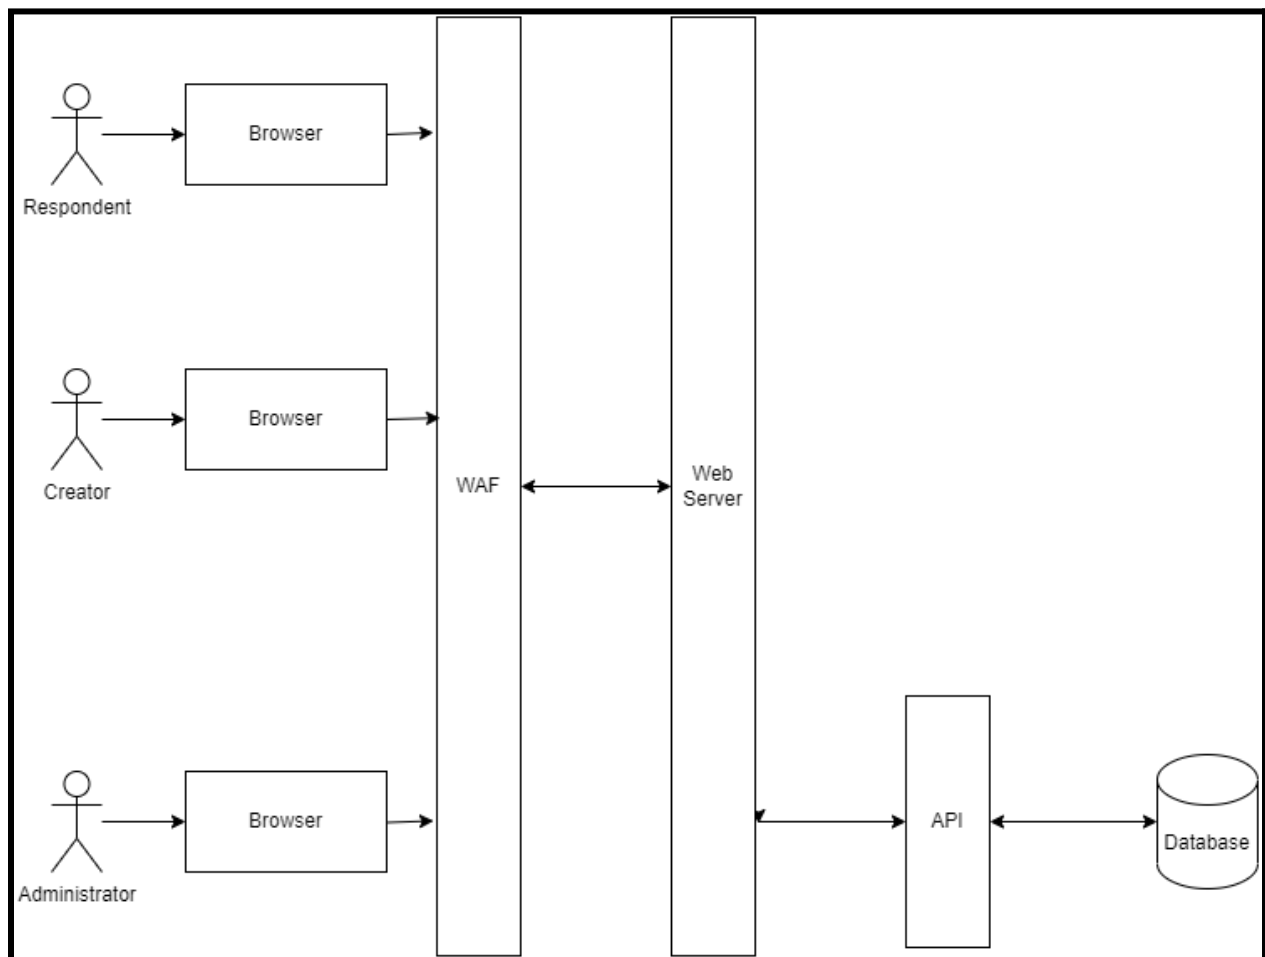 Browser
Respondent
Browser
Creator
WAF
Web
Server
Browser
Administrator
API
Database